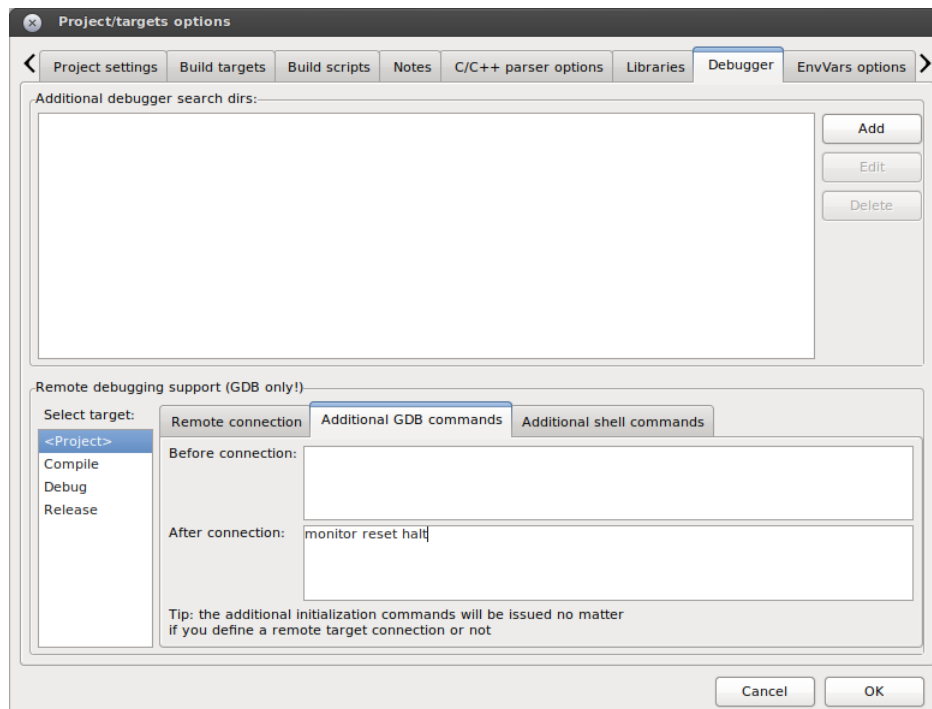 Project/targets options
Project settings Build targets Build scripts Notes C/C++ parser options Libraries Debugger EnvVars options
Additional debugger search dirs:
Add
Edit
Delete
Remote debugging support (GDB only!)
Select target:
<Project>
Compile
Debug
Release
Remote connection Additional GDB commands Additional shell commands
Before connection:
After connection: monitor reset halt
Tip: the additional initialization commands will be issued no matter
if you define a remote target connection or not
Cancel OK